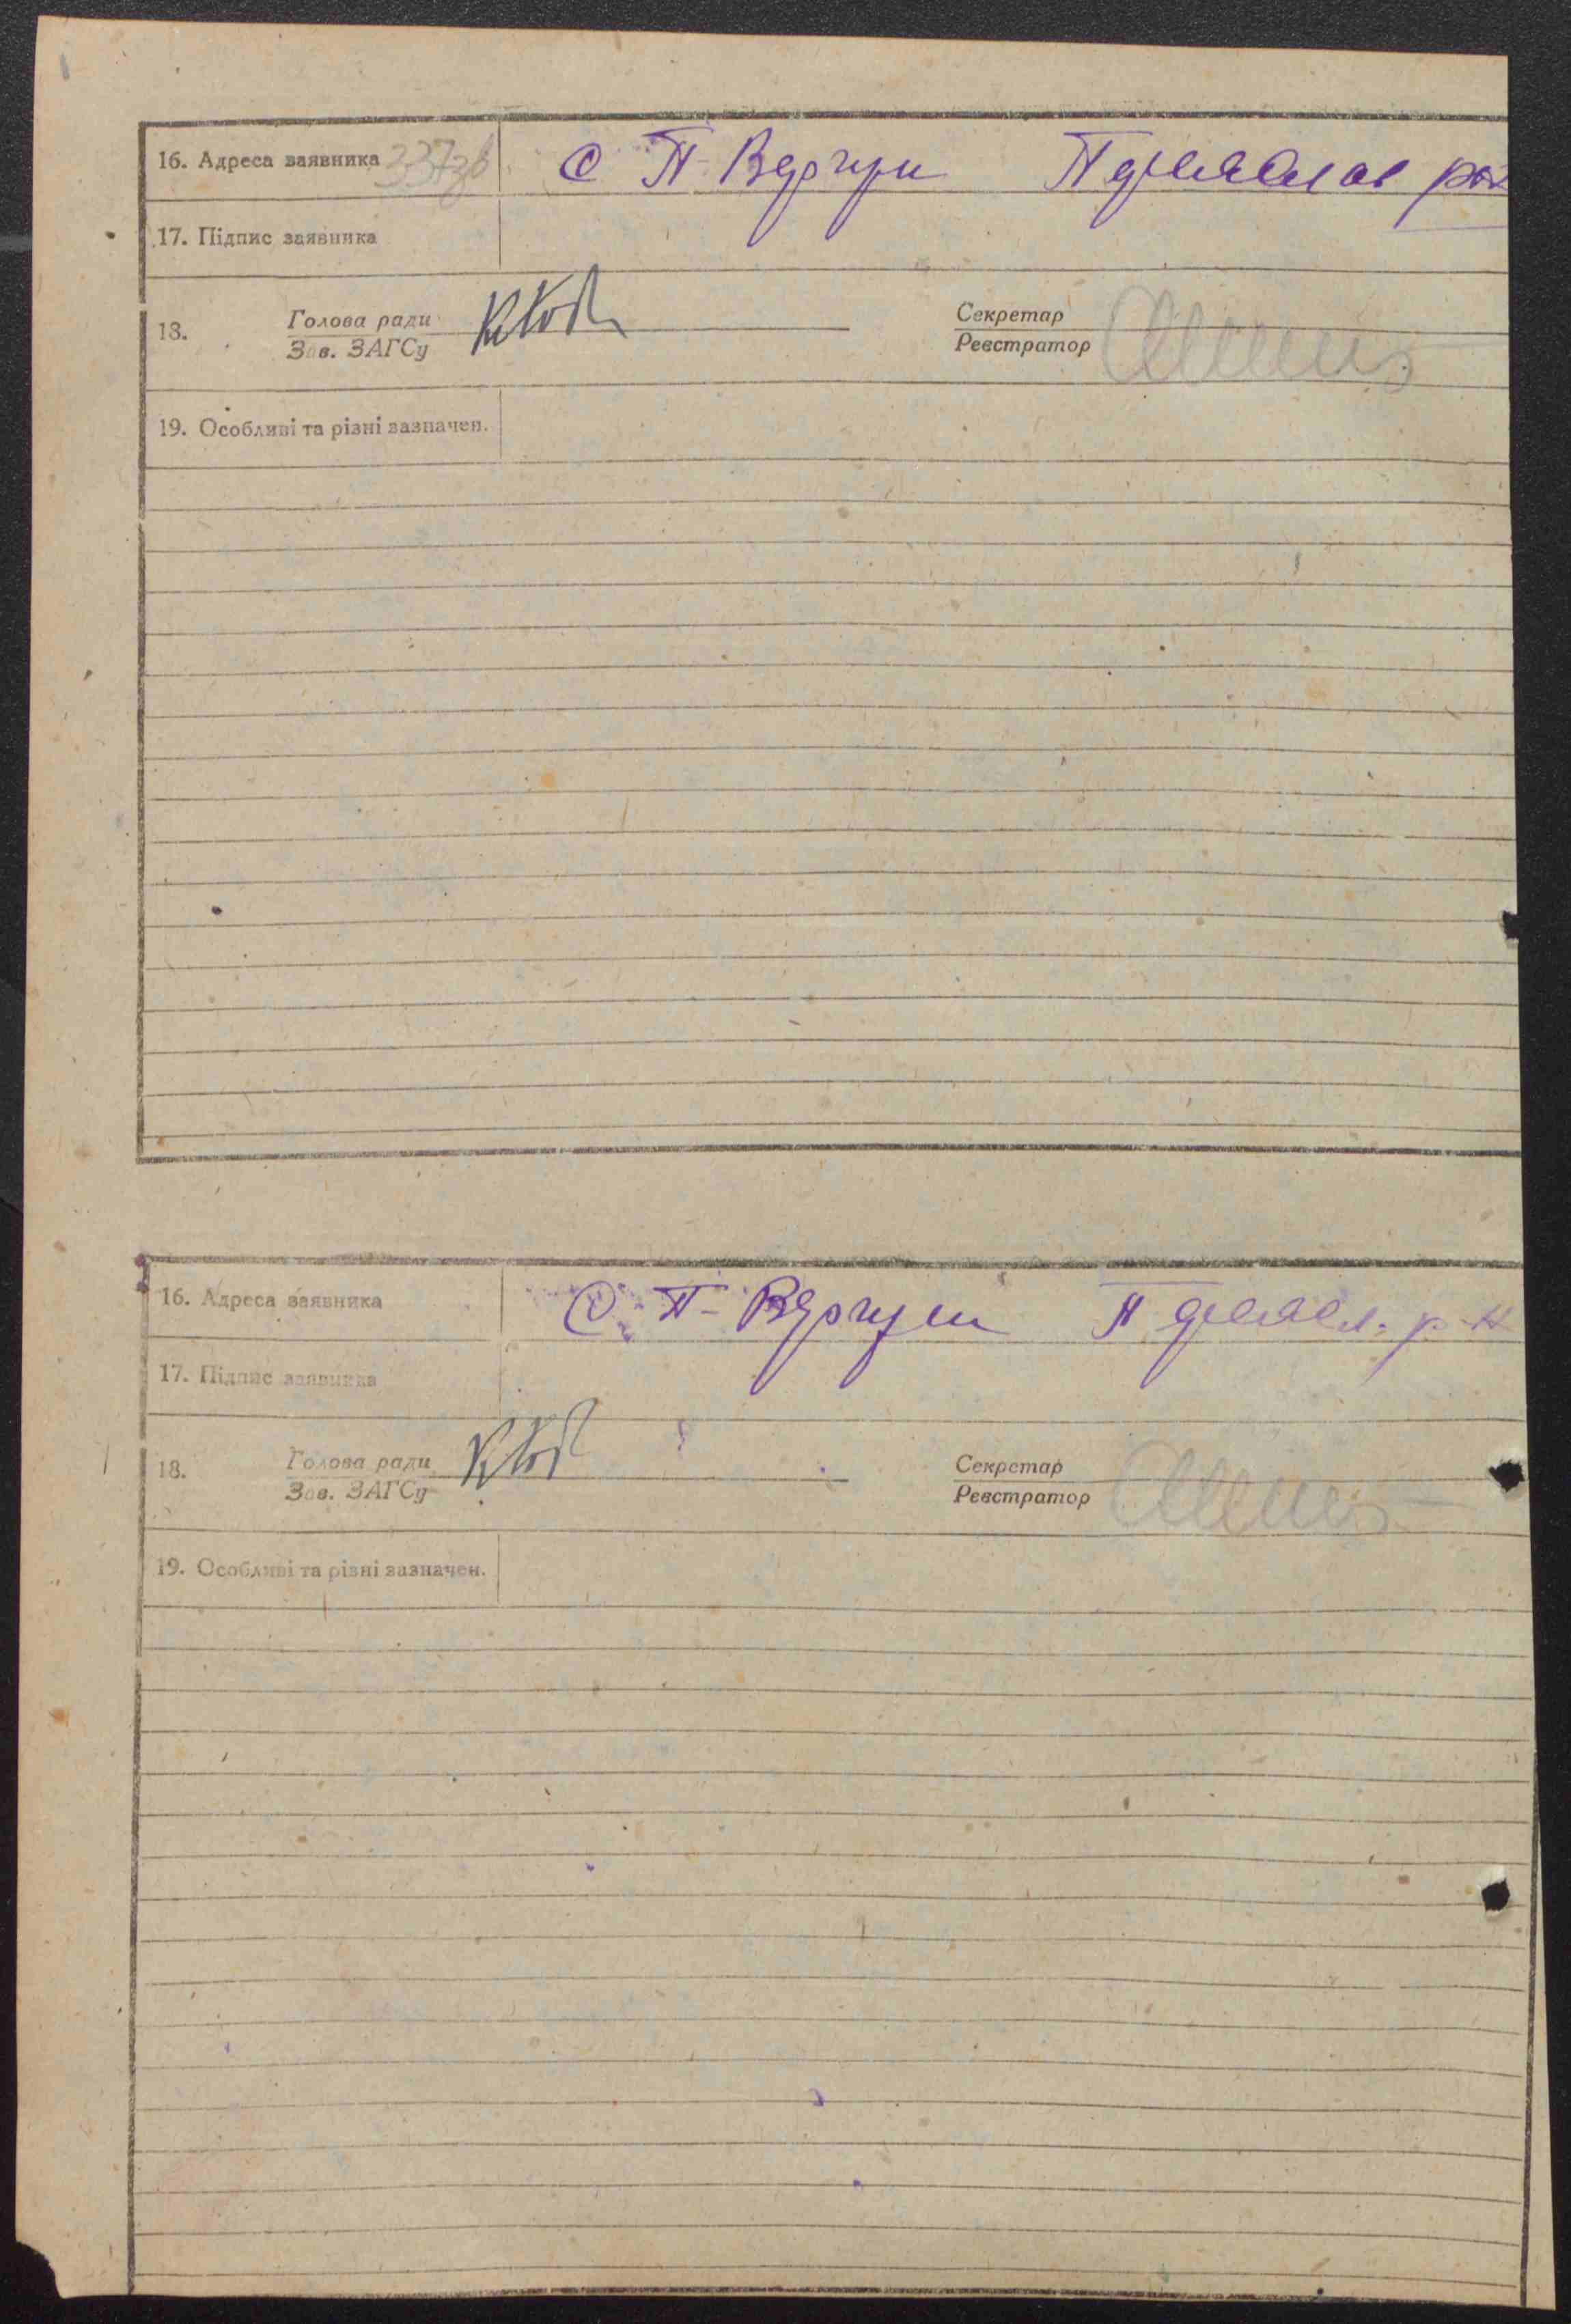 16. Адреса заявника 337зв С П-Вергуни Переяслав рн
17. Підпис заявника
18. Голова ради Секретар
Зав. ЗАГСу Реєстратор
19. Особливі та різні зазначен.
16. Адреса заявника С. П-Вергуни Переясл. р-н
17. Підпис заявника
18. Голова ради Секретар
Зав. ЗАГСу Реєстратор
19. Особливі та різні зазначен.